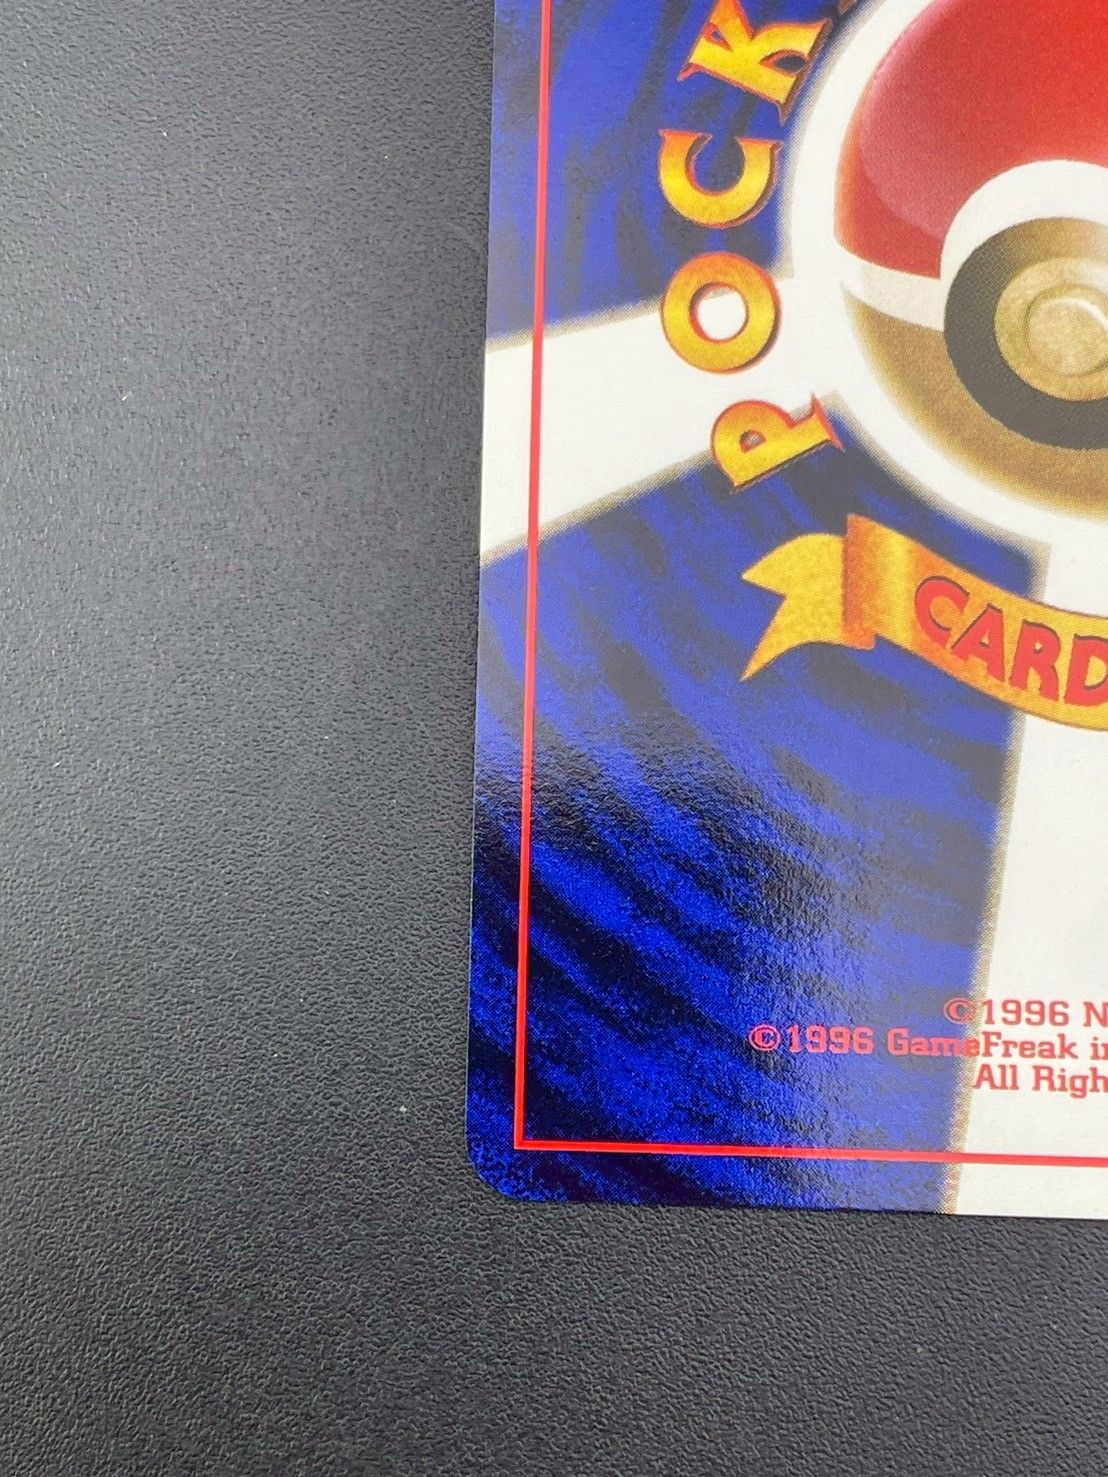 POCK
CARD
©1996 N
©1996 GameFreak in
All Righ